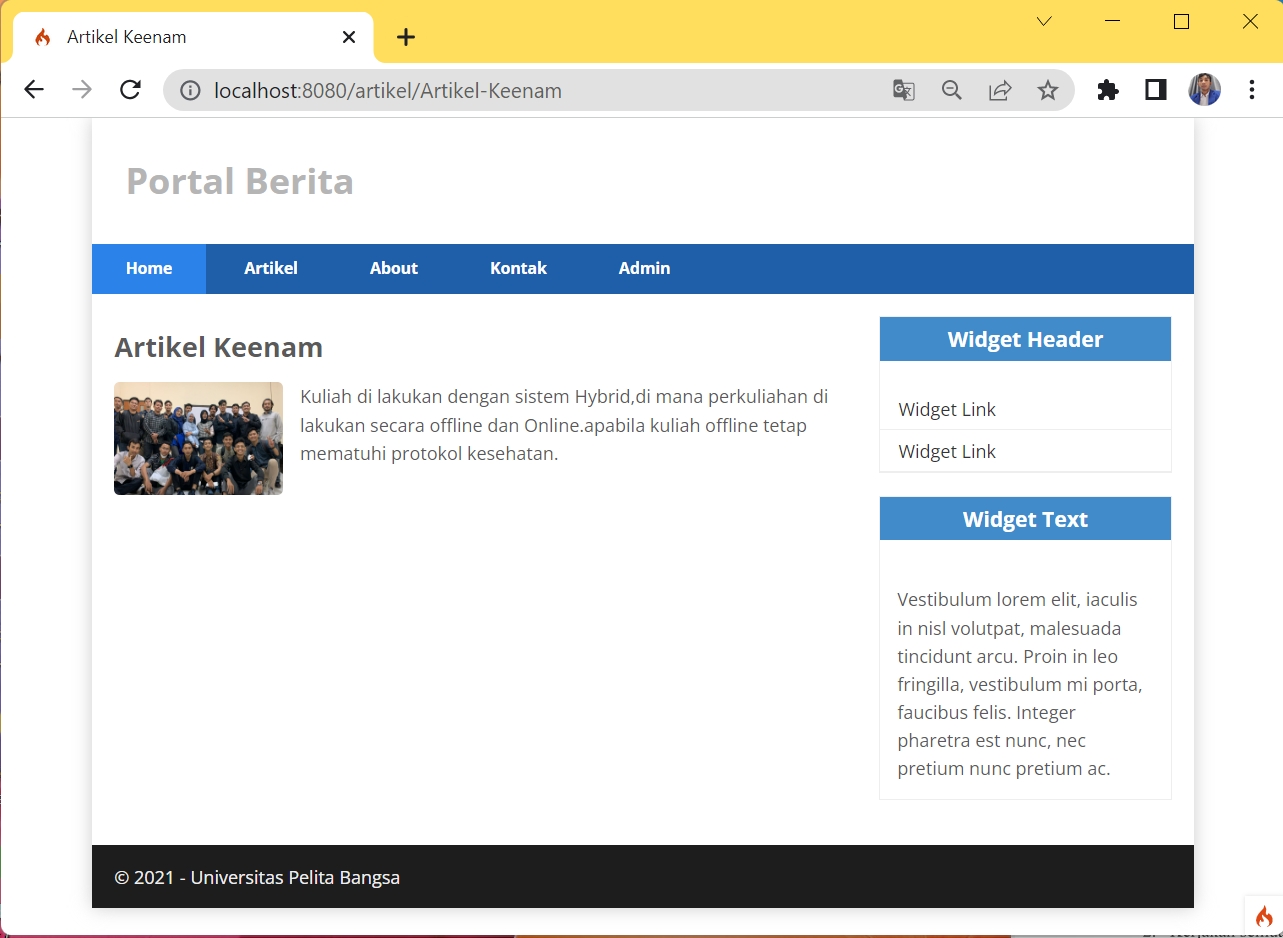 Artikel Keenam
localhost:8080/artikel/Artikel-Keenam
Portal Berita
Home Artikel About Kontak Admin
Artikel Keenam
Kuliah di lakukan dengan sistem Hybrid,di mana perkuliahan di
lakukan secara offline dan Online.apabila kuliah offline tetap
mematuhi protokol kesehatan.
Widget Header
Widget Link
Widget Link
Widget Text
Vestibulum lorem elit, iaculis
in nisl volutpat, malesuada
tincidunt arcu. Proin in leo
fringilla, vestibulum mi porta,
faucibus felis. Integer
pharetra est nunc, nec
pretium nunc pretium ac.
© 2021 - Universitas Pelita Bangsa